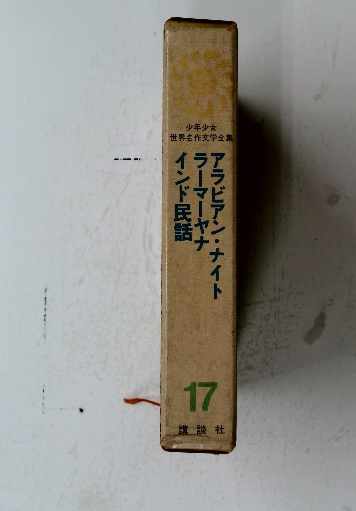 少年少女
世界名作文学全集
アラビアン・ナイト
ラーマーヤナ
インド民話
17
講談社